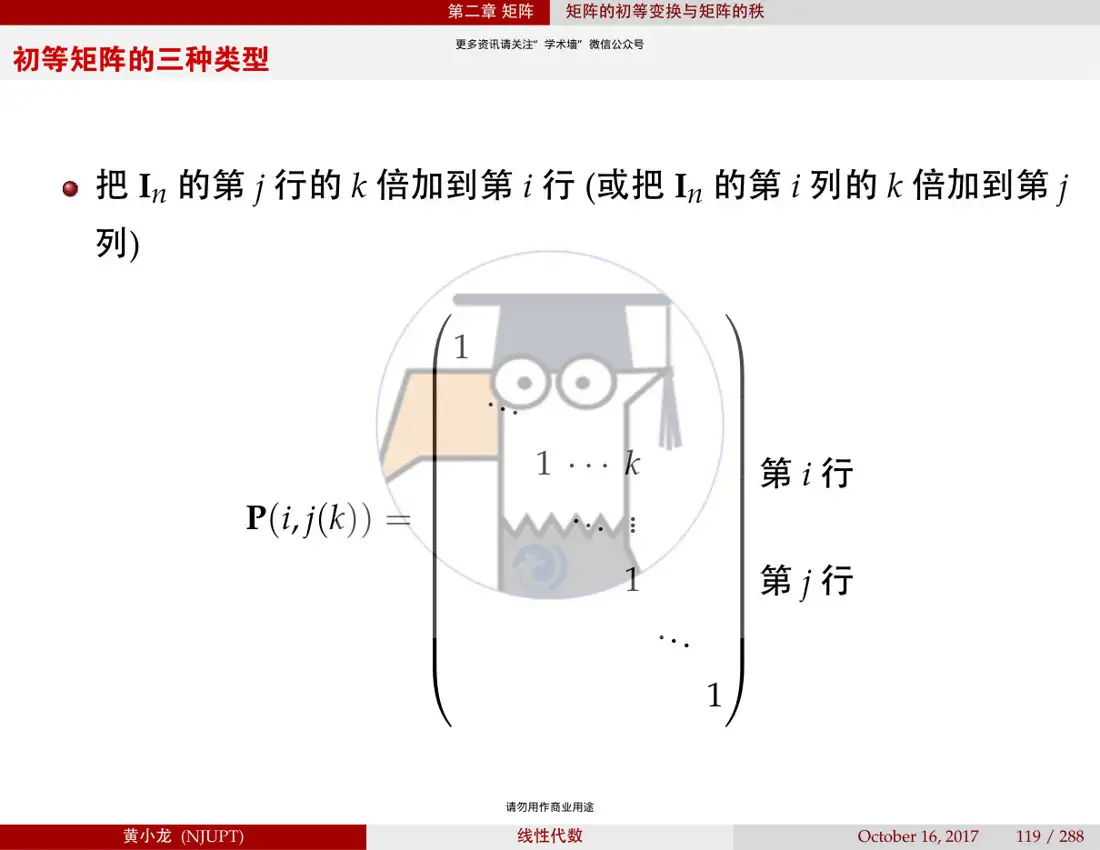 第二章 矩阵 矩阵的初等变换与矩阵的秩
初等矩阵的三种类型
更多资讯请关注“学术墙”微信公众号
把 Iₙ 的第 j 行的 k 倍加到第 i 行 (或把 Iₙ 的第 i 列的 k 倍加到第 j
列)
1
⋱
1 ⋯ k 第 i 行
P(i, j(k)) =
⋱ ⋮
1 第 j 行
⋱
1
请勿用作商业用途
黄小龙 (NJUPT) 线性代数 October 16, 2017 119 / 288